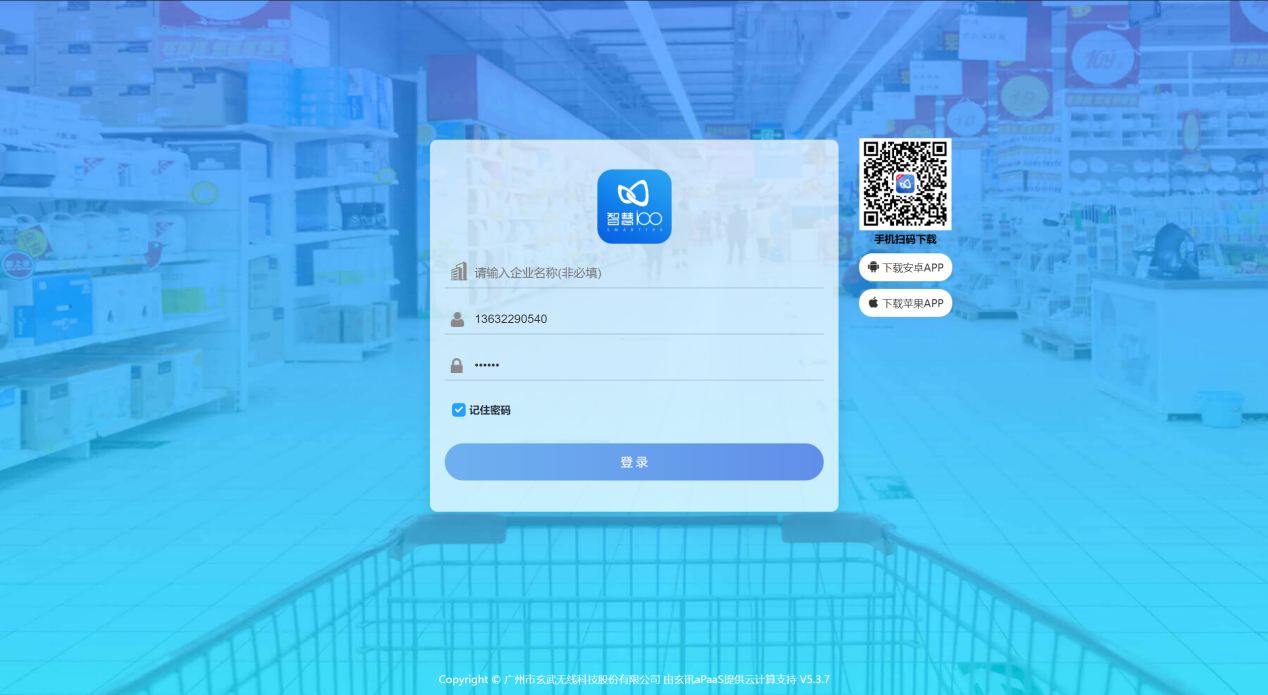 智慧100
SMART100
请输入企业名称(非必填)
13632290540
••••••
记住密码
登录
手机扫码下载
下载安卓APP
下载苹果APP
Copyright © 广州市玄武无线科技股份有限公司 由玄讯aPaaS提供云计算支持 V5.3.7